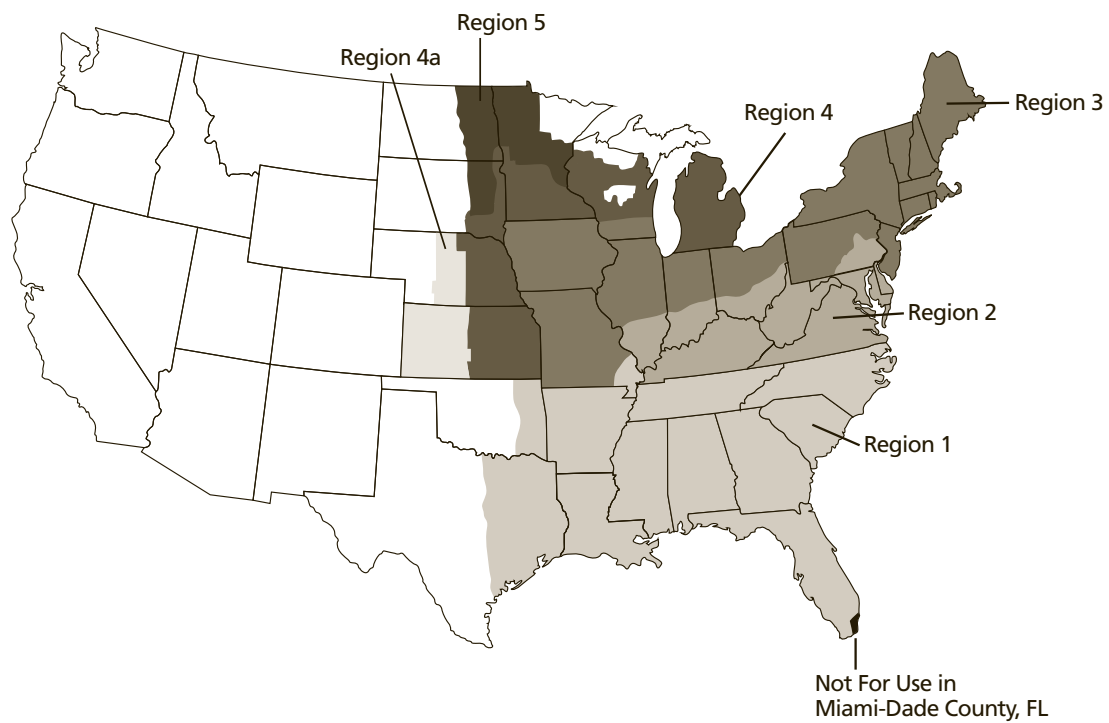 Region 5
Region 4a
Region 4
Region 3
Region 2
Region 1
Not For Use in
Miami-Dade County, FL